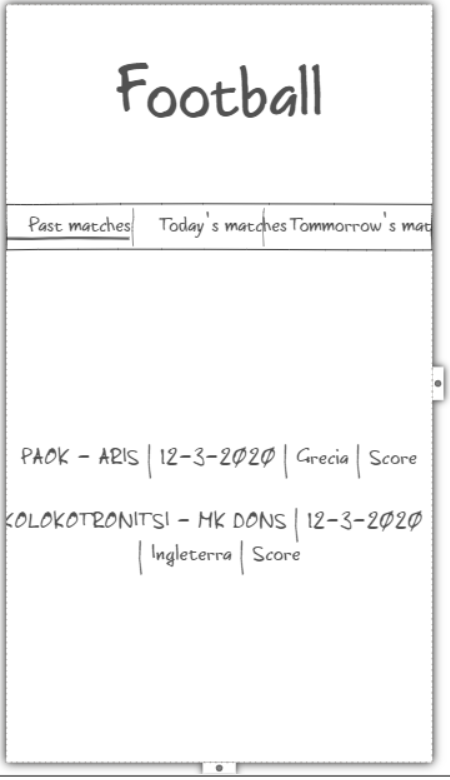 Football
Past matches Today's matches Tommorrow's mat
PAOK - ARIS | 12-3-2020 | Grecia | Score
KOLOKOTRONITSI - MK DONS | 12-3-2020
| Ingleterra | Score